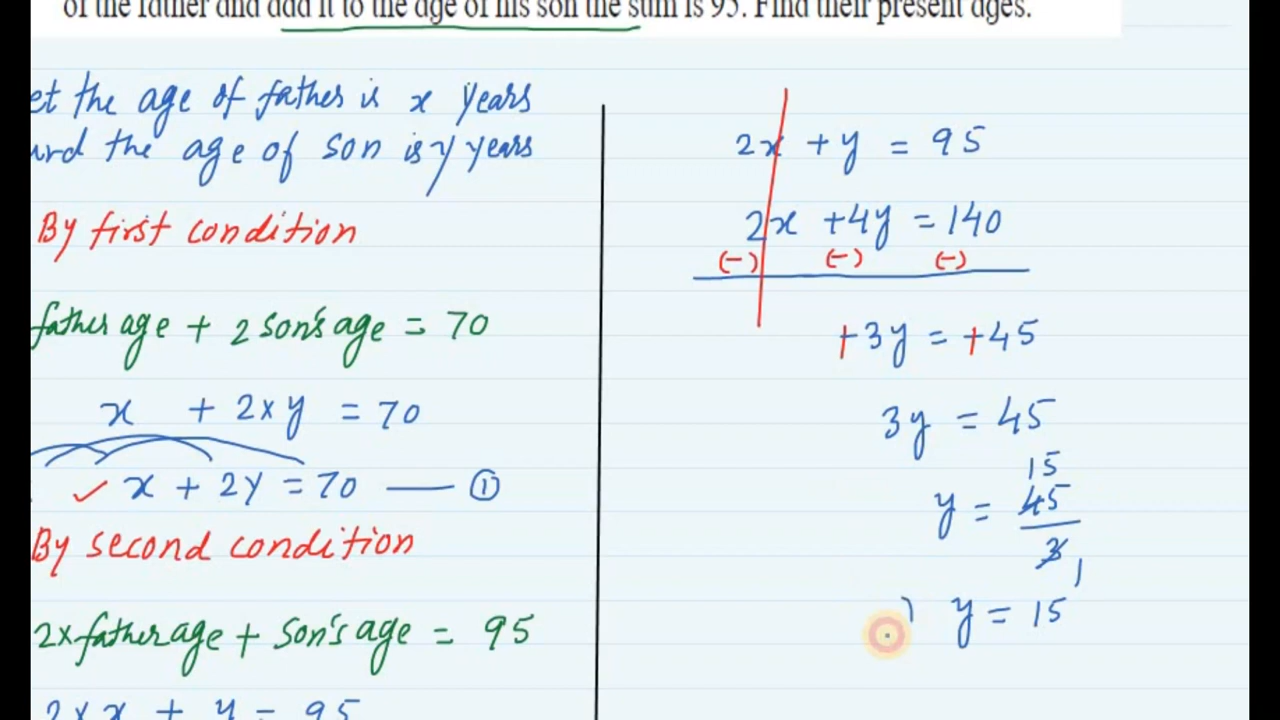 of the father and add it to the age of his son the sum is 95. Find their present ages.
et the age of father is x years
and the age of son is y years
By first condition
father age + 2 son's age = 70
x + 2 x y = 70
✓ x + 2y = 70 —— ①
By second condition
2x father age + son's age = 95
2 x x + y = 95
2x + y = 95
2x + 4y = 140
(-) (-) (-)
+3y = +45
3y = 45
15
y = 45
3
1
y = 15